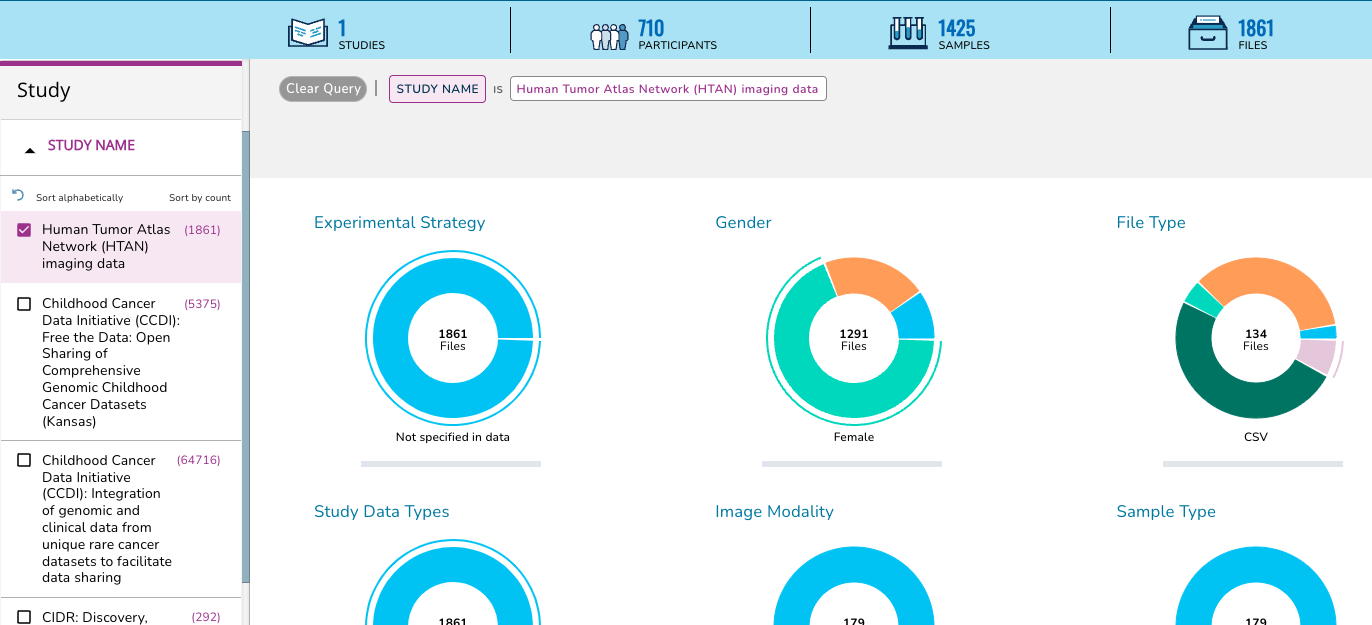 1
STUDIES
710
PARTICIPANTS
1425
SAMPLES
1861
FILES
Study
STUDY NAME
Sort alphabetically
Sort by count
Human Tumor Atlas (1861)
Network (HTAN)
imaging data
Childhood Cancer (5375)
Data Initiative (CCDI):
Free the Data: Open
Sharing of
Comprehensive
Genomic Childhood
Cancer Datasets
(Kansas)
Childhood Cancer (64716)
Data Initiative
(CCDI): Integration
of genomic and
clinical data from
unique rare cancer
datasets to facilitate
data sharing
CIDR: Discovery, (292)
Clear Query | STUDY NAME IS Human Tumor Atlas Network (HTAN) imaging data
Experimental Strategy
1861
Files
Not specified in data
Gender
1291
Files
Female
File Type
134
Files
CSV
Study Data Types
1861
Image Modality
179
Sample Type
179